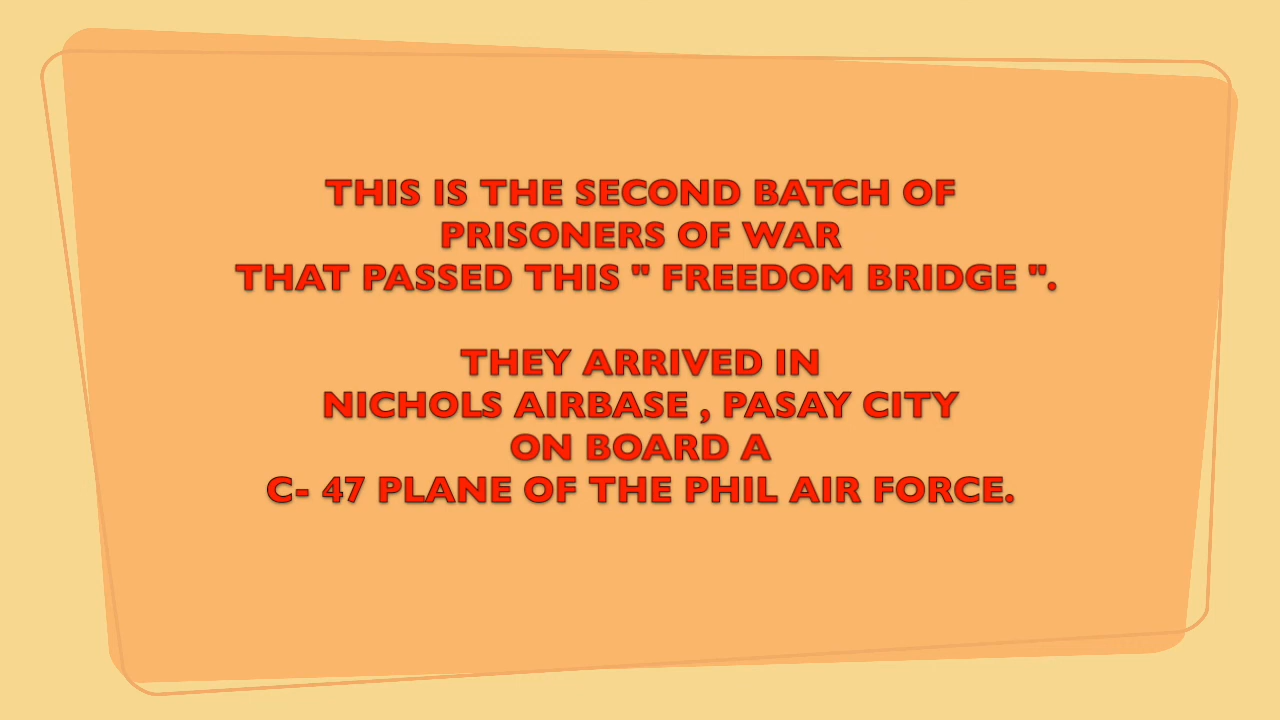 THIS IS THE SECOND BATCH OF
PRISONERS OF WAR
THAT PASSED THIS " FREEDOM BRIDGE ".
THEY ARRIVED IN
NICHOLS AIRBASE , PASAY CITY
ON BOARD A
C- 47 PLANE OF THE PHIL AIR FORCE.